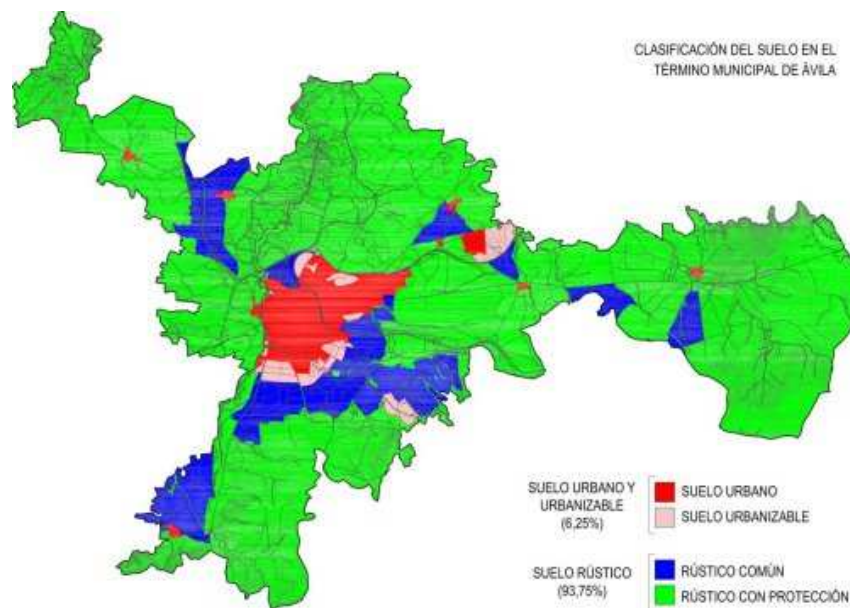 CLASIFICACIÓN DEL SUELO EN EL
TÉRMINO MUNICIPAL DE ÁVILA
SUELO URBANO Y
URBANIZABLE
(6,25%)
SUELO URBANO
SUELO URBANIZABLE
SUELO RÚSTICO
(93,75%)
RÚSTICO COMÚN
RÚSTICO CON PROTECCIÓN